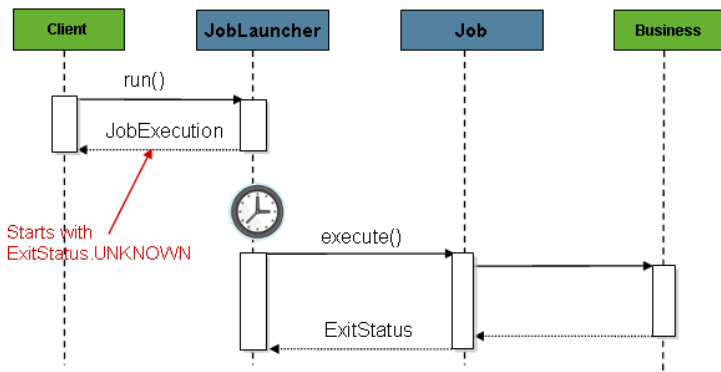 Client
JobLauncher
Job
Business
run()
JobExecution
Starts with
ExitStatus.UNKNOWN
execute()
ExitStatus